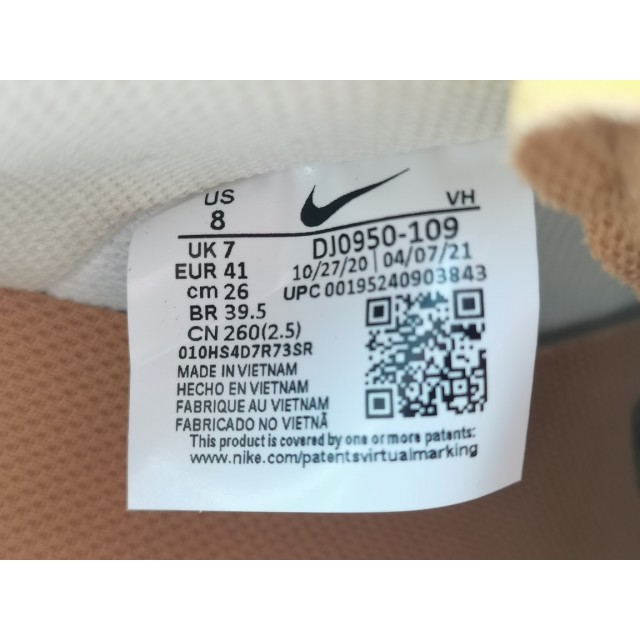 US
8
VH
UK 7
DJ0950-109
EUR 41
10/27/20 | 04/07/21
cm 26
UPC 00195240903843
BR 39.5
CN 260(2.5)
010HS4D7R73SR
MADE IN VIETNAM
HECHO EN VIETNAM
FABRIQUE AU VIETNAM
FABRICADO NO VIETNÃ
This product is covered by one or more patents:
www.nike.com/patentsvirtualmarking